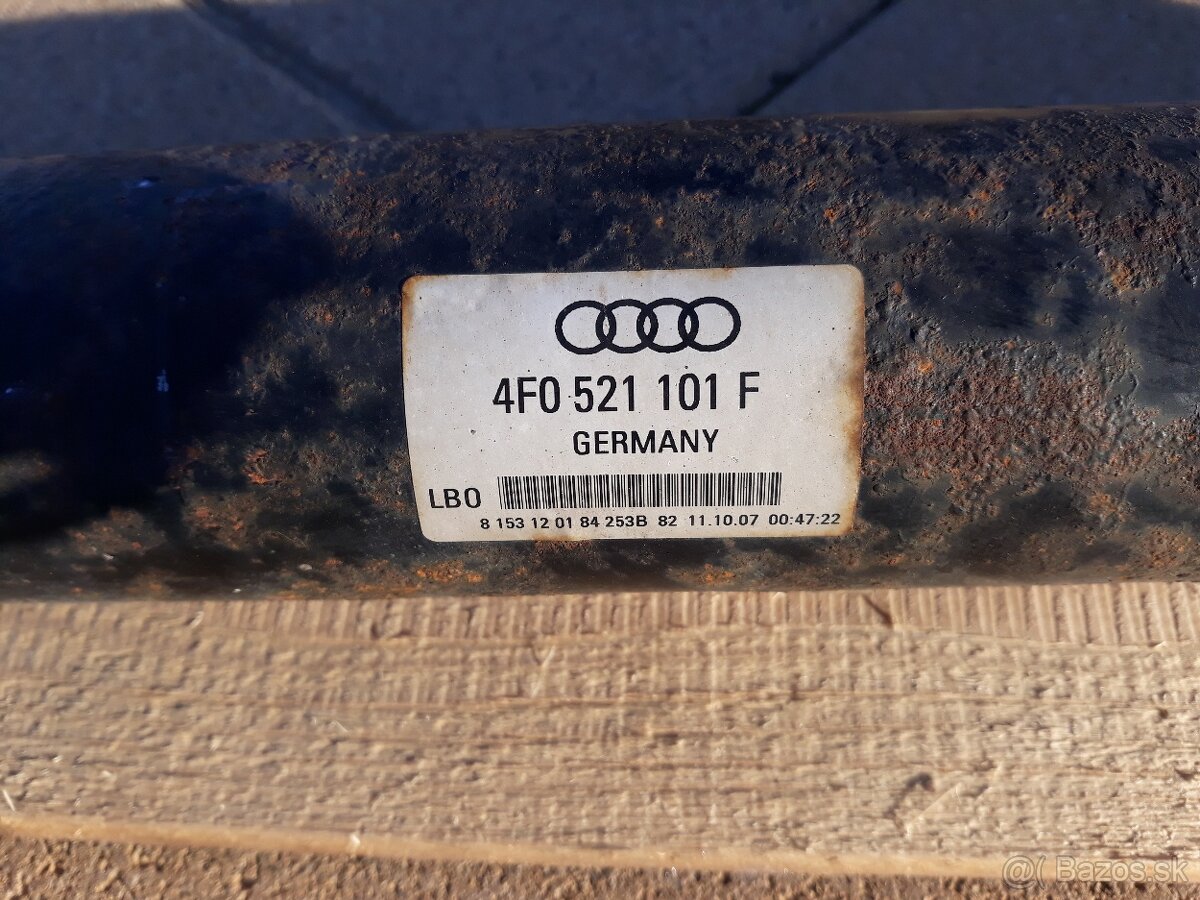 4F0 521 101 F
GERMANY
LB0
8 153 12 01 84 253B 82 11.10.07 00:47:22
@( Bazos.sk